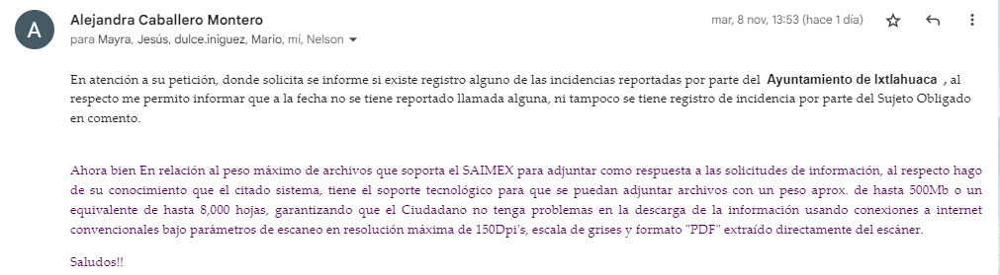 A
Alejandra Caballero Montero
mar, 8 nov, 13:53 (hace 1 día)
para Mayra, Jesús, dulce.iniguez, Mario, mí, Nelson
En atención a su petición, donde solicita se informe si existe registro alguno de las incidencias reportadas por parte del Ayuntamiento de Ixtlahuaca , al
respecto me permito informar que a la fecha no se tiene reportado llamada alguna, ni tampoco se tiene registro de incidencia por parte del Sujeto Obligado
en comento.
Ahora bien En relación al peso máximo de archivos que soporta el SAIMEX para adjuntar como respuesta a las solicitudes de información, al respecto hago
de su conocimiento que el citado sistema, tiene el soporte tecnológico para que se puedan adjuntar archivos con un peso aprox. de hasta 500Mb o un
equivalente de hasta 8,000 hojas, garantizando que el Ciudadano no tenga problemas en la descarga de la información usando conexiones a internet
convencionales bajo parámetros de escaneo en resolución máxima de 150Dpi's, escala de grises y formato "PDF" extraído directamente del escáner.
Saludos!!